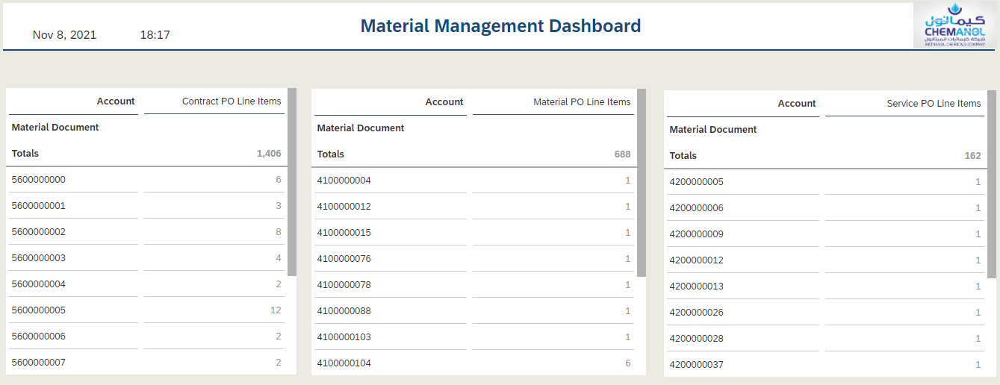 Material Management Dashboard
Nov 8, 2021 18:17
كيمانول
CHEMANOL
شركة كيمائيات الميثانول
METHANOL CHEMICALS COMPANY
Account Contract PO Line Items
Material Document
Totals 1,406
5600000000 6
5600000001 3
5600000002 8
5600000003 4
5600000004 2
5600000005 12
5600000006 2
5600000007 2
Account Material PO Line Items
Material Document
Totals 688
4100000004 1
4100000012 1
4100000015 1
4100000076 1
4100000078 1
4100000088 1
4100000103 1
4100000104 6
Account Service PO Line Items
Material Document
Totals 162
4200000005 1
4200000006 1
4200000009 1
4200000012 1
4200000013 1
4200000026 1
4200000028 1
4200000037 1